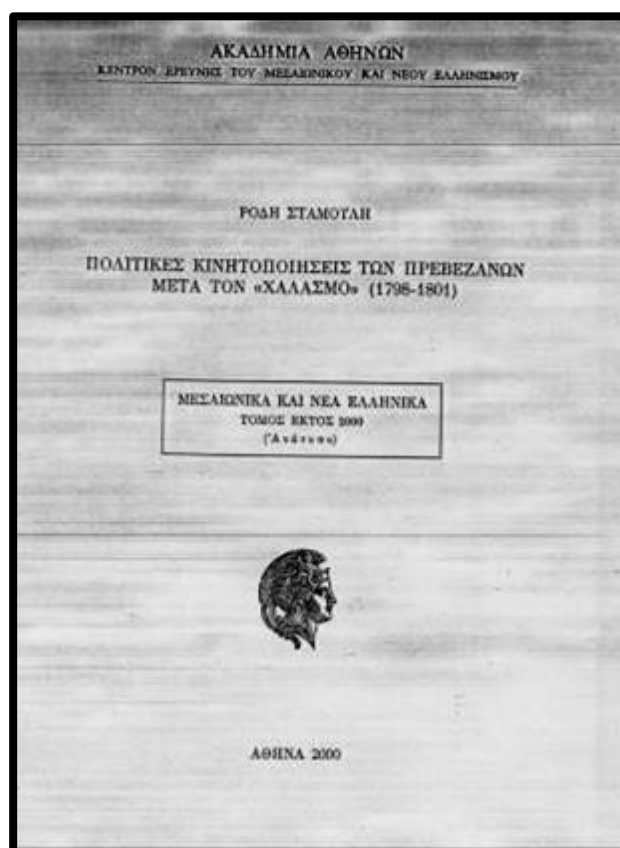 ΑΚΑΔΗΜΙΑ ΑΘΗΝΩΝ
ΚΕΝΤΡΟΝ ΕΡΕΥΝΗΣ ΤΟΥ ΜΕΣΑΙΩΝΙΚΟΥ ΚΑΙ ΝΕΟΥ ΕΛΛΗΝΙΣΜΟΥ
ΡΟΔΗ ΣΤΑΜΟΥΛΗ
ΠΟΛΙΤΙΚΕΣ ΚΙΝΗΤΟΠΟΙΗΣΕΙΣ ΤΩΝ ΠΡΕΒΕΖΑΝΩΝ
ΜΕΤΑ ΤΟΝ «ΧΑΛΑΣΜΟ» (1798-1801)
ΜΕΣΑΙΩΝΙΚΑ ΚΑΙ ΝΕΑ ΕΛΛΗΝΙΚΑ
ΤΟΜΟΣ ΕΚΤΟΣ 2000
(Ἀνάτυπο)
ΑΘΗΝΑ 2000